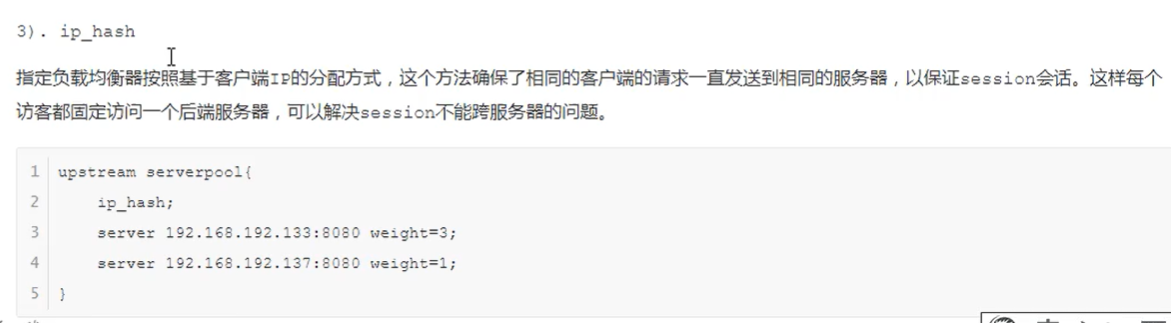 3). ip_hash
指定负载均衡器按照基于客户端IP的分配方式，这个方法确保了相同的客户端的请求一直发送到相同的服务器，以保证session会话。这样每个
访客都固定访问一个后端服务器，可以解决session不能跨服务器的问题。
1 upstream serverpool{
2     ip_hash;
3     server 192.168.192.133:8080 weight=3;
4     server 192.168.192.137:8080 weight=1;
5 }